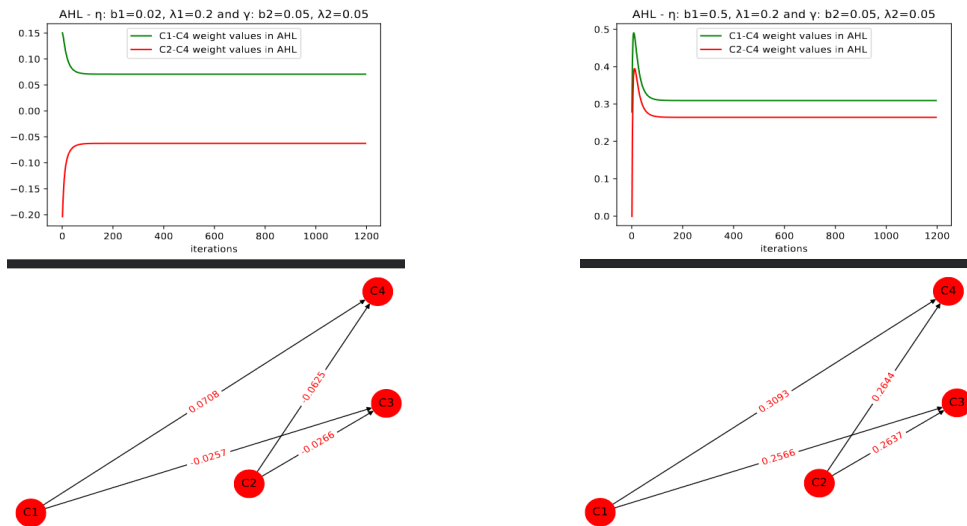 AHL - η: b1=0.02, λ1=0.2 and γ: b2=0.05, λ2=0.05
C1-C4 weight values in AHL
C2-C4 weight values in AHL
0.15
0.10
0.05
0.00
−0.05
−0.10
−0.15
−0.20
0
200
400
600
800
1000
1200
iterations
C4
0.0708
-0.0625
C3
-0.0257
-0.0266
C2
C1
AHL - η: b1=0.5, λ1=0.2 and γ: b2=0.05, λ2=0.05
C1-C4 weight values in AHL
C2-C4 weight values in AHL
0.5
0.4
0.3
0.2
0.1
0.0
0
200
400
600
800
1000
1200
iterations
C4
0.3093
0.2644
C3
0.2566
0.2637
C2
C1